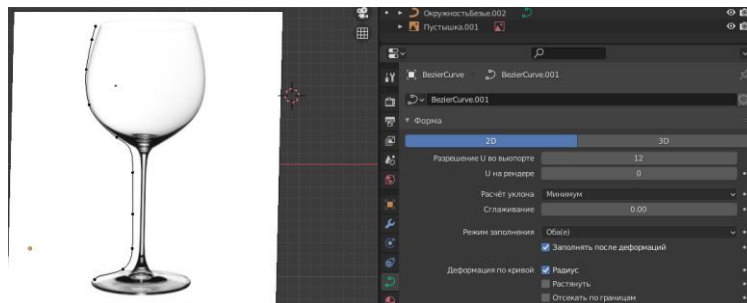 ОкружностьБезье.002
Пустышка.001
BezierCurve BezierCurve.001
BezierCurve.001
Форма
2D 3D
Разрешение U во вьюпорте 12
U на рендере 0
Расчёт уклона Минимум
Сглаживание 0.00
Режим заполнения Оба(е)
Заполнять после деформаций
Деформация по кривой Радиус
Растянуть
Отсекать по границам